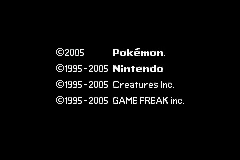 ©2005 Pokémon.
©1995-2005 Nintendo
©1995-2005 Creatures Inc.
©1995-2005 GAME FREAK inc.